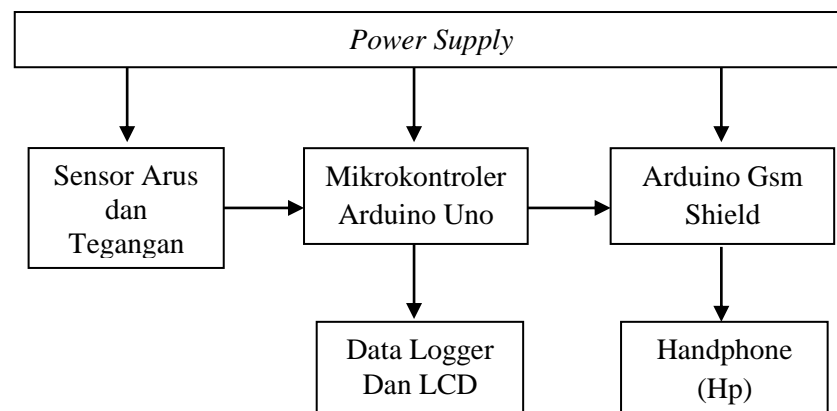 Power Supply
Sensor Arus
dan
Tegangan
Mikrokontroler
Arduino Uno
Arduino Gsm
Shield
Data Logger
Dan LCD
Handphone
(Hp)